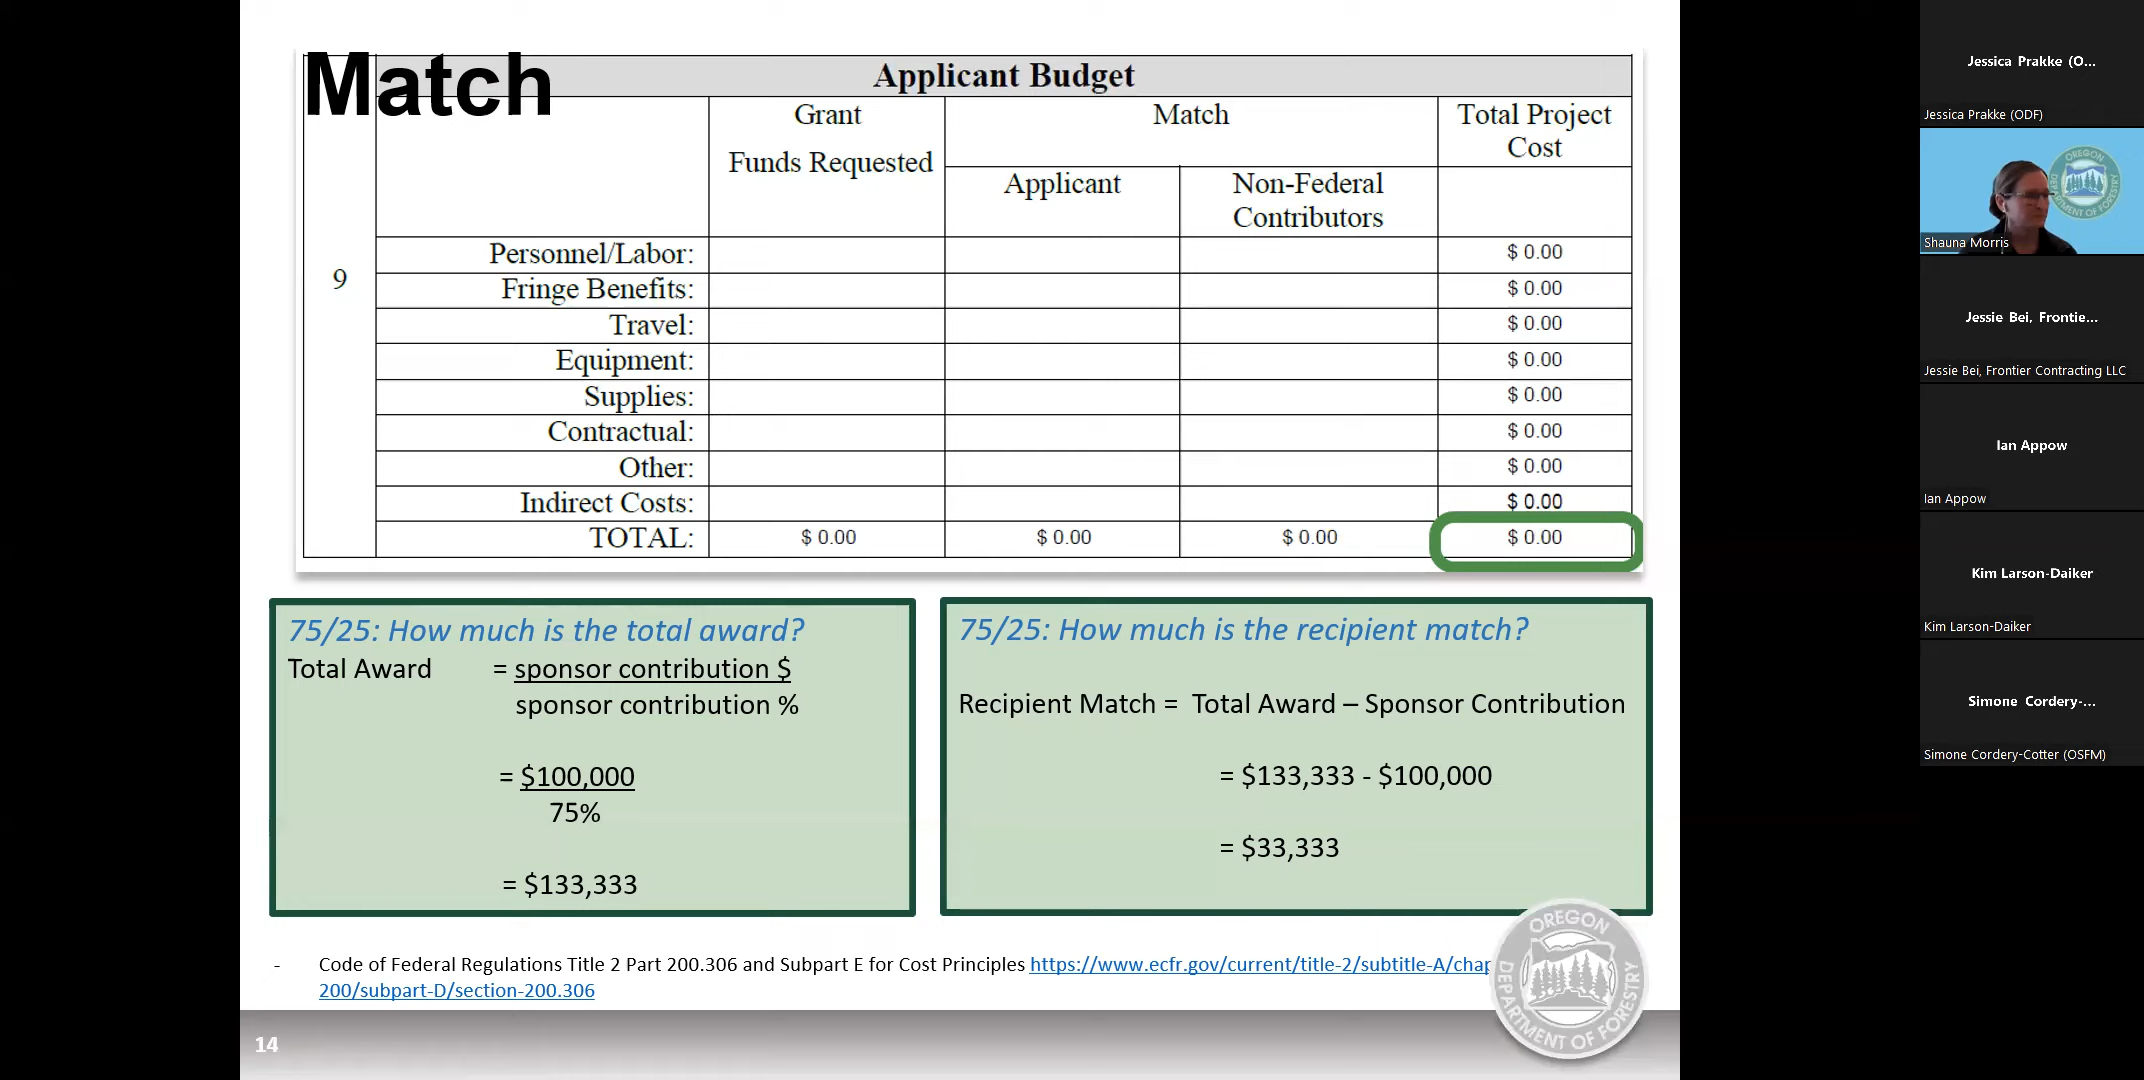 Match
Applicant Budget
Grant
Funds Requested
Match
Total Project
Cost
Applicant
Non-Federal
Contributors
9
Personnel/Labor: $ 0.00
Fringe Benefits: $ 0.00
Travel: $ 0.00
Equipment: $ 0.00
Supplies: $ 0.00
Contractual: $ 0.00
Other: $ 0.00
Indirect Costs: $ 0.00
TOTAL: $ 0.00 $ 0.00 $ 0.00 $ 0.00
75/25: How much is the total award?
Total Award = sponsor contribution $
sponsor contribution %
= $100,000
75%
= $133,333
75/25: How much is the recipient match?
Recipient Match = Total Award – Sponsor Contribution
= $133,333 - $100,000
= $33,333
- Code of Federal Regulations Title 2 Part 200.306 and Subpart E for Cost Principles https://www.ecfr.gov/current/title-2/subtitle-A/chap
200/subpart-D/section-200.306
OREGON
DEPARTMENT OF FORESTRY
14
Jessica Prakke (O...
Jessica Prakke (ODF)
OREGON
DEPARTMENT OF FORESTRY
Shauna Morris
Jessie Bei, Frontie...
Jessie Bei, Frontier Contracting LLC
Ian Appow
Ian Appow
Kim Larson-Daiker
Kim Larson-Daiker
Simone Cordery-...
Simone Cordery-Cotter (OSFM)